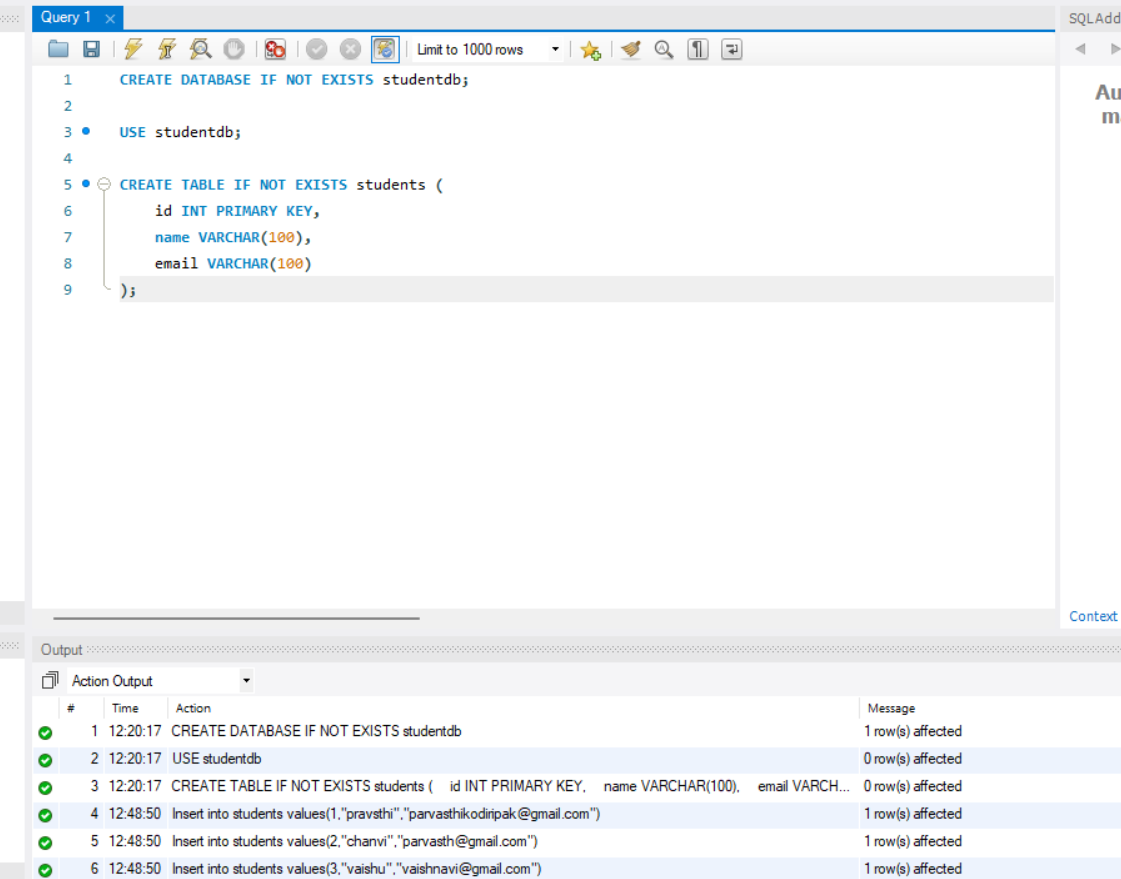 Query 1
SQLAdd
Limit to 1000 rows
1 CREATE DATABASE IF NOT EXISTS studentdb;
2
3 USE studentdb;
4
5 CREATE TABLE IF NOT EXISTS students (
6 id INT PRIMARY KEY,
7 name VARCHAR(100),
8 email VARCHAR(100)
9 );
Au
ma
Context
Output
Action Output
# Time Action Message
1 12:20:17 CREATE DATABASE IF NOT EXISTS studentdb 1 row(s) affected
2 12:20:17 USE studentdb 0 row(s) affected
3 12:20:17 CREATE TABLE IF NOT EXISTS students ( id INT PRIMARY KEY, name VARCHAR(100), email VARCH... 0 row(s) affected
4 12:48:50 Insert into students values(1,"pravsthi","parvasthikodiripak@gmail.com") 1 row(s) affected
5 12:48:50 Insert into students values(2,"chanvi","parvasth@gmail.com") 1 row(s) affected
6 12:48:50 Insert into students values(3,"vaishu","vaishnavi@gmail.com") 1 row(s) affected